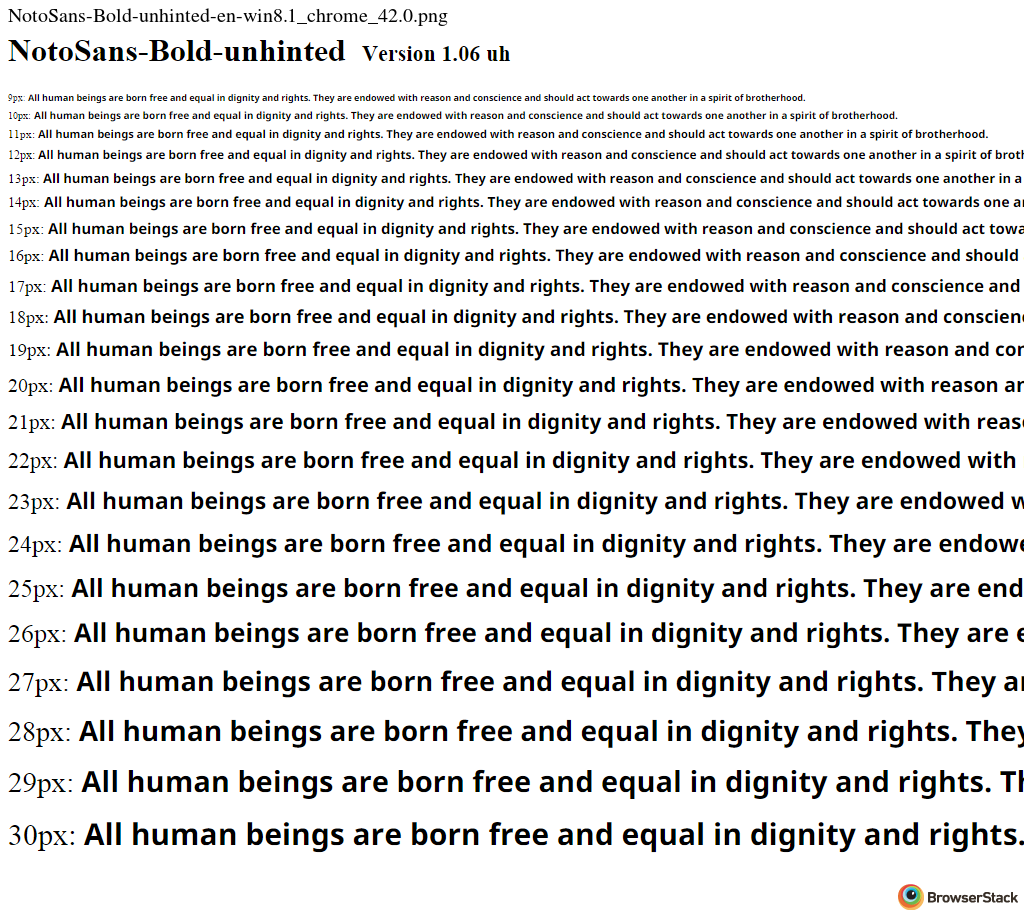 NotoSans-Bold-unhinted-en-win8.1_chrome_42.0.png
NotoSans-Bold-unhinted Version 1.06 uh
9px: All human beings are born free and equal in dignity and rights. They are endowed with reason and conscience and should act towards one another in a spirit of brotherhood.
10px: All human beings are born free and equal in dignity and rights. They are endowed with reason and conscience and should act towards one another in a spirit of brotherhood.
11px: All human beings are born free and equal in dignity and rights. They are endowed with reason and conscience and should act towards one another in a spirit of brotherhood.
12px: All human beings are born free and equal in dignity and rights. They are endowed with reason and conscience and should act towards one another in a spirit of broth
13px: All human beings are born free and equal in dignity and rights. They are endowed with reason and conscience and should act towards one another in a
14px: All human beings are born free and equal in dignity and rights. They are endowed with reason and conscience and should act towards one a
15px: All human beings are born free and equal in dignity and rights. They are endowed with reason and conscience and should act towa
16px: All human beings are born free and equal in dignity and rights. They are endowed with reason and conscience and should
17px: All human beings are born free and equal in dignity and rights. They are endowed with reason and conscience and
18px: All human beings are born free and equal in dignity and rights. They are endowed with reason and conscien
19px: All human beings are born free and equal in dignity and rights. They are endowed with reason and con
20px: All human beings are born free and equal in dignity and rights. They are endowed with reason an
21px: All human beings are born free and equal in dignity and rights. They are endowed with reas
22px: All human beings are born free and equal in dignity and rights. They are endowed with
23px: All human beings are born free and equal in dignity and rights. They are endowed w
24px: All human beings are born free and equal in dignity and rights. They are endowe
25px: All human beings are born free and equal in dignity and rights. They are end
26px: All human beings are born free and equal in dignity and rights. They are e
27px: All human beings are born free and equal in dignity and rights. They ar
28px: All human beings are born free and equal in dignity and rights. They
29px: All human beings are born free and equal in dignity and rights. Th
30px: All human beings are born free and equal in dignity and rights.
BrowserStack